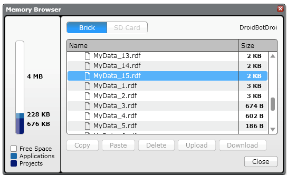 Memory Browser
Brick SD Card DroidBotDroi
Name Size
MyData_13.rdf 2 KB
MyData_14.rdf 2 KB
MyData_15.rdf 2 KB
MyData_1.rdf 3 KB
MyData_2.rdf 3 KB
MyData_3.rdf 674 B
MyData_4.rdf 602 B
MyData_5.rdf 186 B
4 MB
228 KB
676 KB
Free Space
Applications
Projects
Copy Paste Delete Upload Download
Close